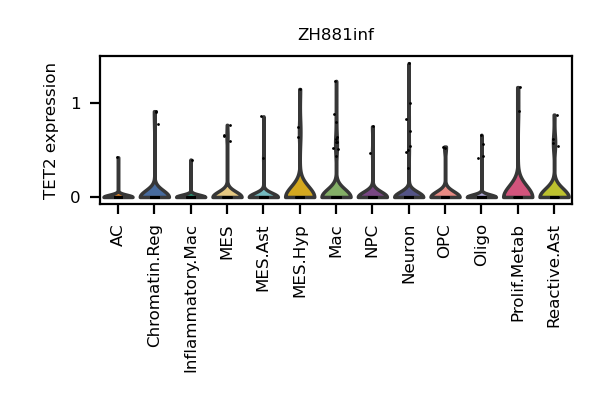 ZH881inf
TET2 expression
1
0
AC
Chromatin.Reg
Inflammatory.Mac
MES
MES.Ast
MES.Hyp
Mac
NPC
Neuron
OPC
Oligo
Prolif.Metab
Reactive.Ast